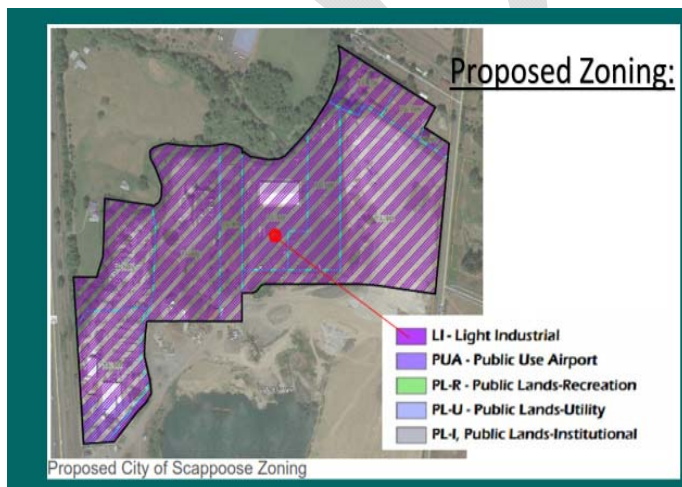 Proposed Zoning:
LI - Light Industrial
PUA - Public Use Airport
PL-R - Public Lands-Recreation
PL-U - Public Lands-Utility
PL-I, Public Lands-Institutional
Proposed City of Scappoose Zoning